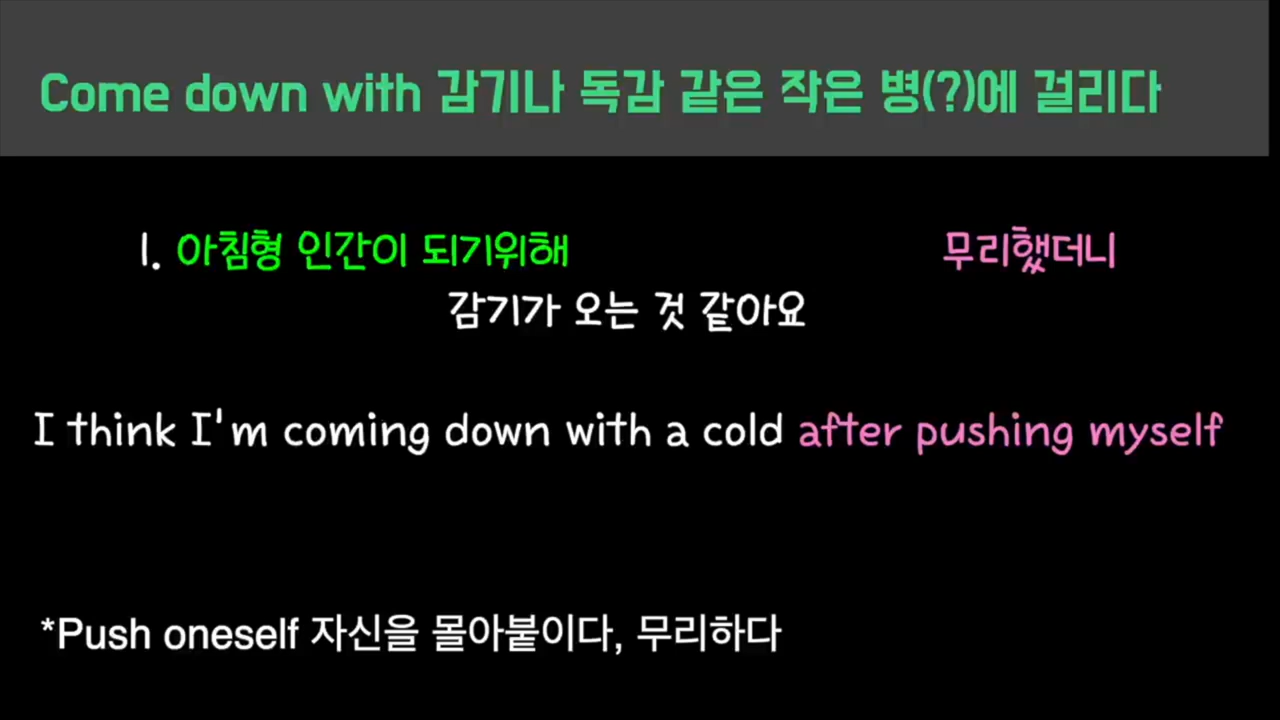 Come down with 감기나 독감 같은 작은 병(?)에 걸리다
1. 아침형 인간이 되기위해 무리했더니
감기가 오는 것 같아요
I think I'm coming down with a cold after pushing myself
*Push oneself 자신을 몰아붙이다, 무리하다